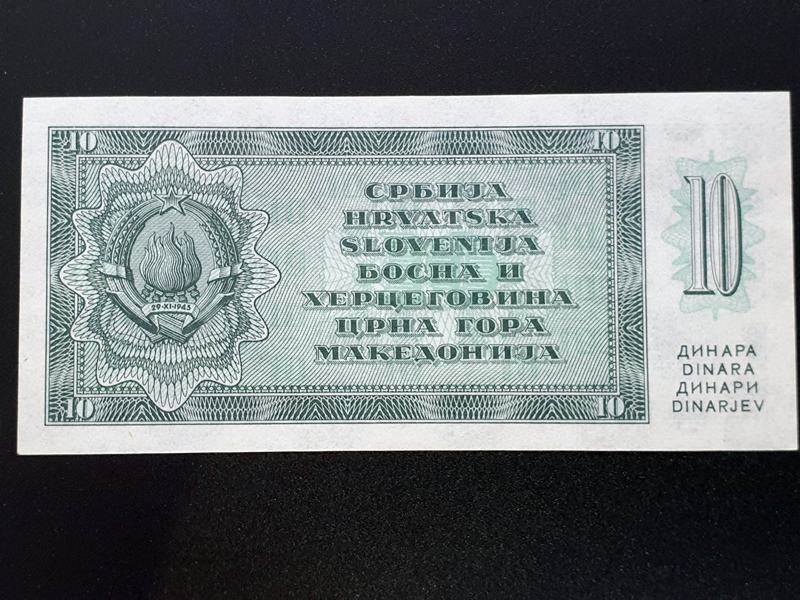 10 10
СРБИЈА
HRVATSKA
SLOVENIJA
БОСНА И
ХЕРЦЕГОВИНА
ЦРНА ГОРА
МАКЕДОНИЈА
29·XI·1943
10
ДИНАРА
DINARA
ДИНАРИ
DINARJEV
10 10